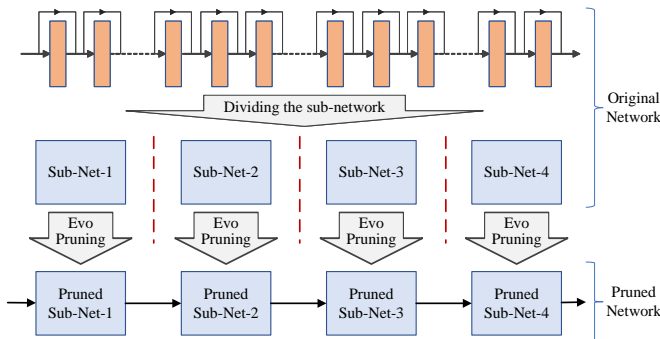 Dividing the sub-network
Original
Network
Sub-Net-1
Sub-Net-2
Sub-Net-3
Sub-Net-4
Evo
Pruning
Evo
Pruning
Evo
Pruning
Evo
Pruning
Pruned
Sub-Net-1
Pruned
Sub-Net-2
Pruned
Sub-Net-3
Pruned
Sub-Net-4
Pruned
Network